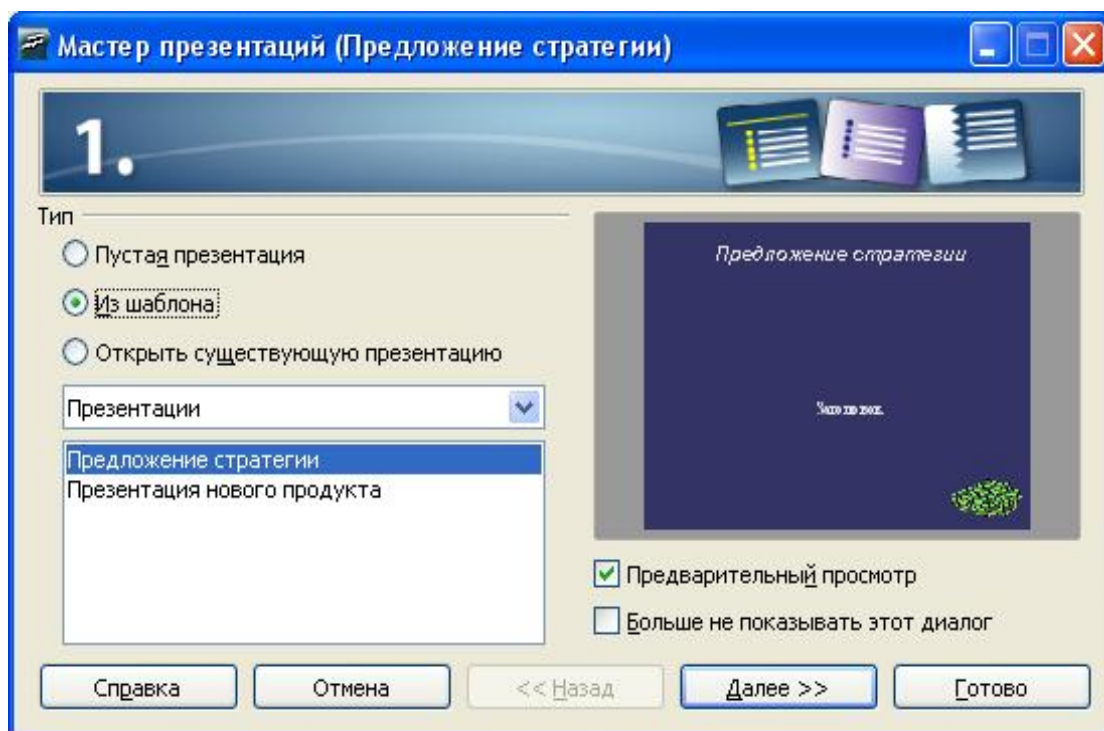 Мастер презентаций (Предложение стратегии)
1.
Тип
Пустая презентация
Из шаблона
Открыть существующую презентацию
Презентации
Предложение стратегии
Презентация нового продукта
Предложение стратегии
Предварительный просмотр
Больше не показывать этот диалог
Справка
Отмена
<< Назад
Далее >>
Готово